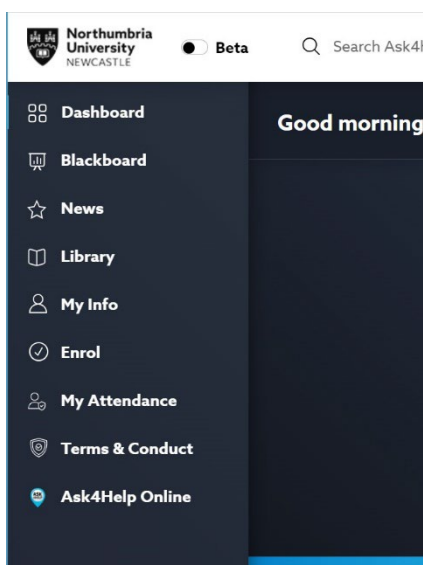 Northumbria
University
NEWCASTLE
Beta
Search Ask4
Good morning
Dashboard
Blackboard
News
Library
My Info
Enrol
My Attendance
Terms & Conduct
Ask4Help Online